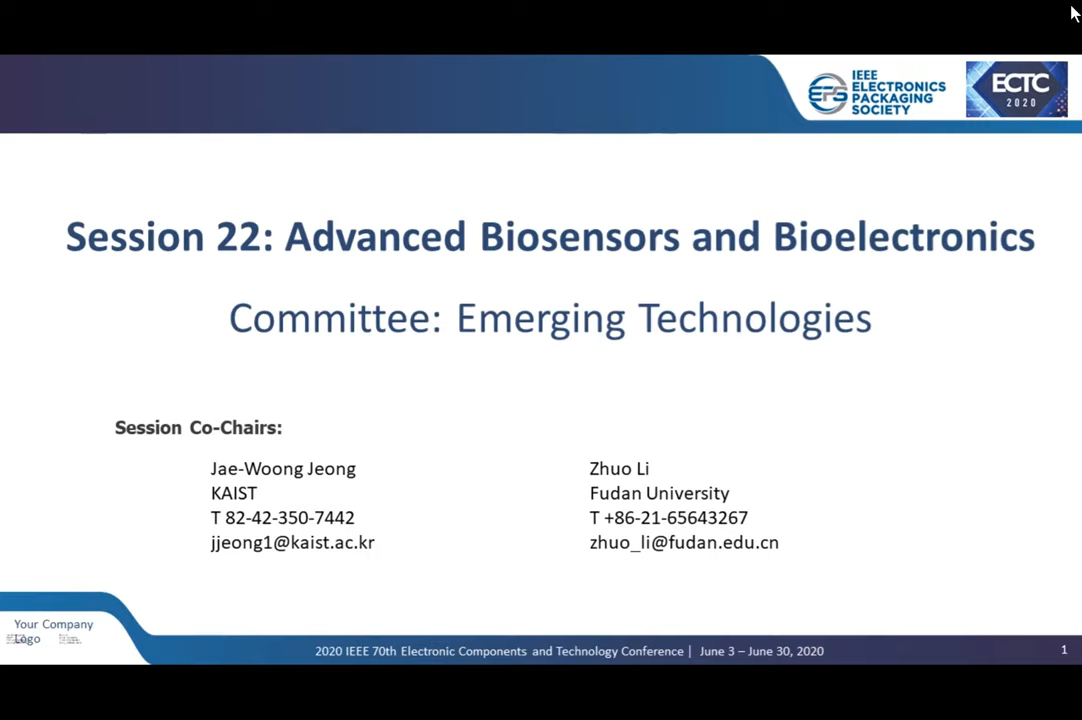 IEEE
ELECTRONICS
PACKAGING
SOCIETY
EPS
ECTC
2020
Session 22: Advanced Biosensors and Bioelectronics
Committee: Emerging Technologies
Session Co-Chairs:
Jae-Woong Jeong
KAIST
T 82-42-350-7442
jjeong1@kaist.ac.kr
Zhuo Li
Fudan University
T +86-21-65643267
zhuo_li@fudan.edu.cn
Your Company
Logo
2020 IEEE 70th Electronic Components and Technology Conference | June 3 – June 30, 2020
1